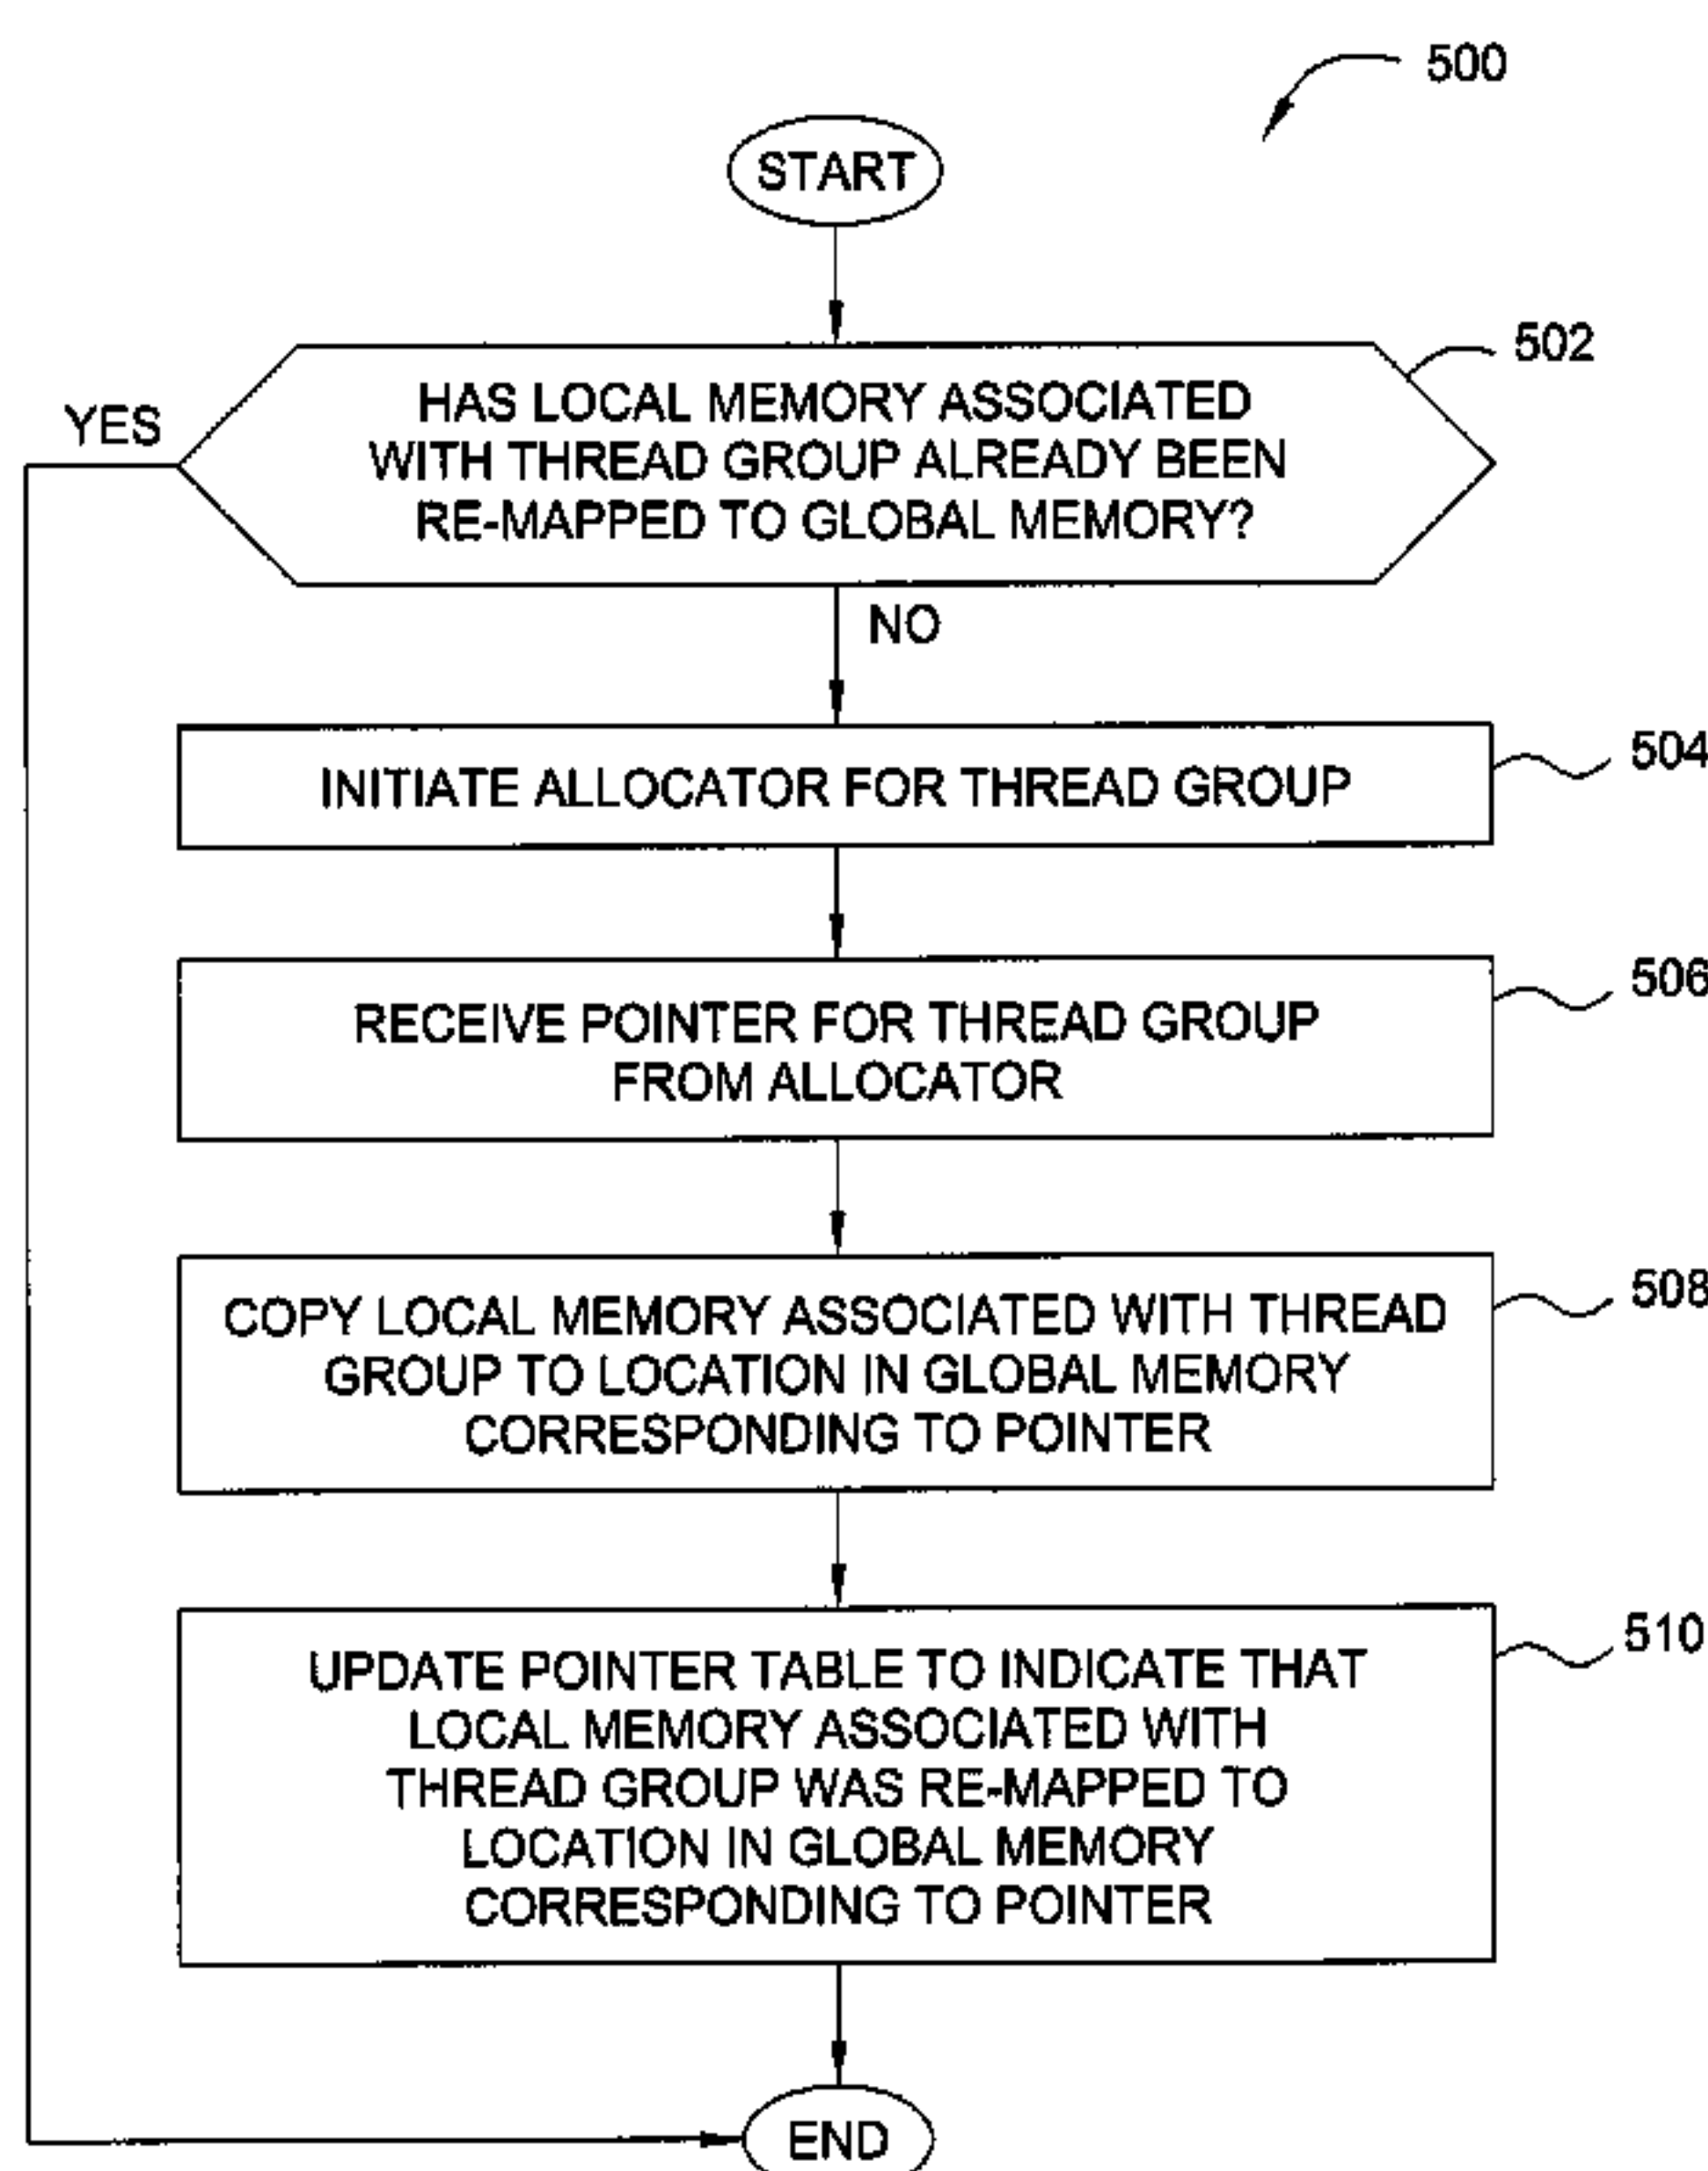 500
START
502
HAS LOCAL MEMORY ASSOCIATED
WITH THREAD GROUP ALREADY BEEN
RE-MAPPED TO GLOBAL MEMORY?
YES
NO
504
INITIATE ALLOCATOR FOR THREAD GROUP
506
RECEIVE POINTER FOR THREAD GROUP
FROM ALLOCATOR
508
COPY LOCAL MEMORY ASSOCIATED WITH THREAD
GROUP TO LOCATION IN GLOBAL MEMORY
CORRESPONDING TO POINTER
510
UPDATE POINTER TABLE TO INDICATE THAT
LOCAL MEMORY ASSOCIATED WITH
THREAD GROUP WAS RE-MAPPED TO
LOCATION IN GLOBAL MEMORY
CORRESPONDING TO POINTER
END